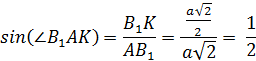 sin(∠B₁AK) = B₁K / AB₁ = (a√2 / 2) / a√2 = 1 / 2